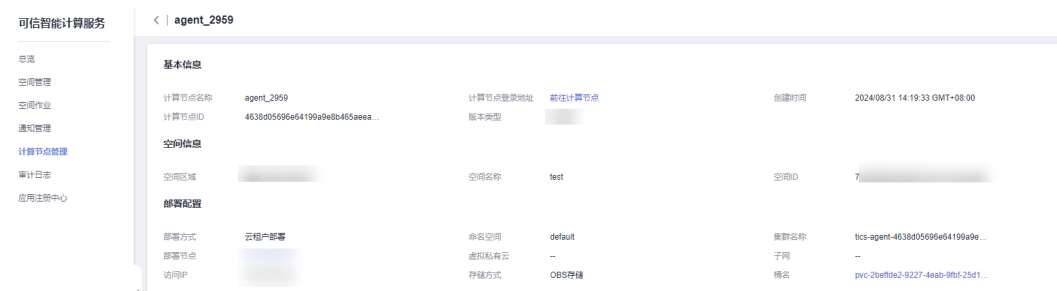 可信智能计算服务
总览
空间管理
空间作业
通知管理
计算节点管理
审计日志
应用注册中心
< | agent_2959
基本信息
计算节点名称 agent_2959 计算节点登录地址 前往计算节点 创建时间 2024/08/31 14:19:33 GMT+08:00
计算节点ID 4638d05696e64199a9e8b465aeea... 版本类型
空间信息
空间区域 空间名称 test 空间ID 7
部署配置
部署方式 云租户部署 命名空间 default 集群名称 tics-agent-4638d05696e64199a9e...
部署节点 虚拟私有云 -- 子网 --
访问IP 存储方式 OBS存储 桶名 pvc-2beffde2-9227-4eab-9fbf-25d1...